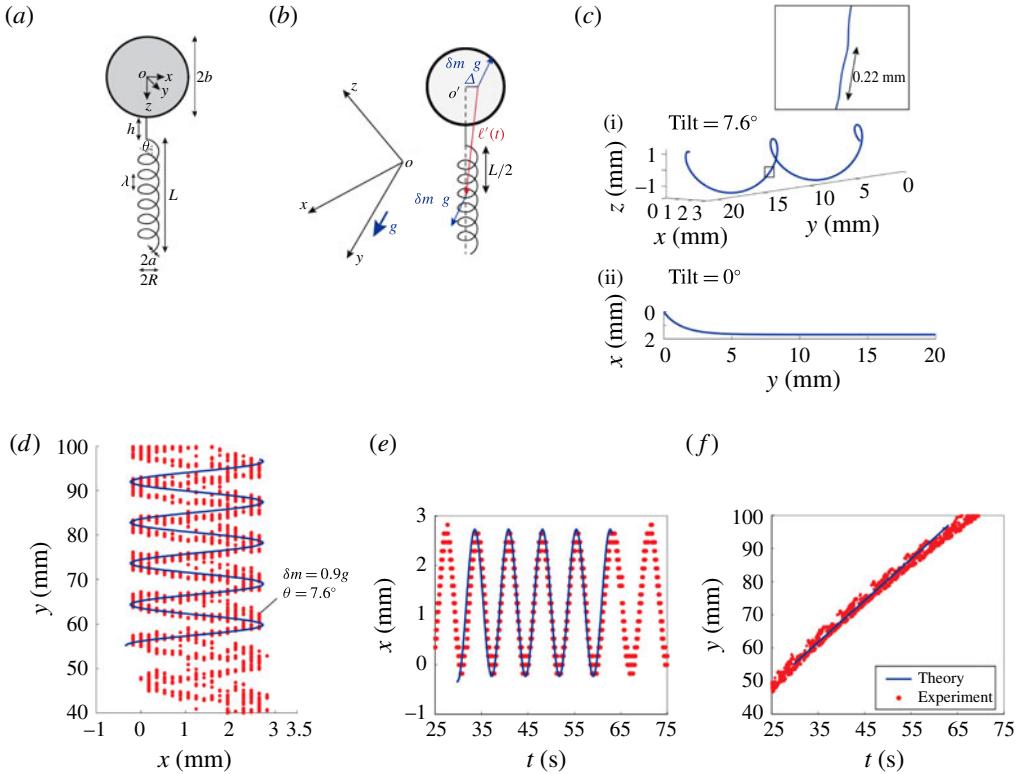 (a)
o
x
y
z
2b
h
θ
λ
L
2a
2R
(b)
z
o
x
y
g
δm g
Δ
o′
ℓ′(t)
L/2
δm g
(c)
0.22 mm
(i)
Tilt = 7.6°
z (mm)
1
−1
0 1 2 3
x (mm)
20 15 10 5 0
y (mm)
(ii)
Tilt = 0°
x (mm)
0
2
0 5 10 15 20
y (mm)
(d)
y (mm)
100
90
80
70
60
50
40
δm = 0.9g
θ = 7.6°
−1 0 1 2 3 3.5
x (mm)
(e)
x (mm)
3
2
1
0
−1
25 35 45 55 65 75
t (s)
(f)
y (mm)
100
90
80
70
60
50
40
Theory
Experiment
25 35 45 55 65 75
t (s)